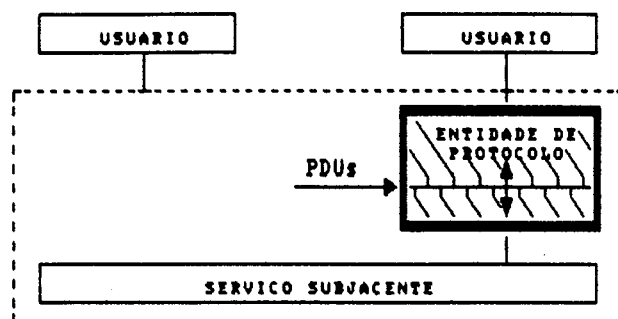 USUARIO
USUARIO
ENTIDADE DE
PROTOCOLO
PDUs
SERVICO SUBJACENTE